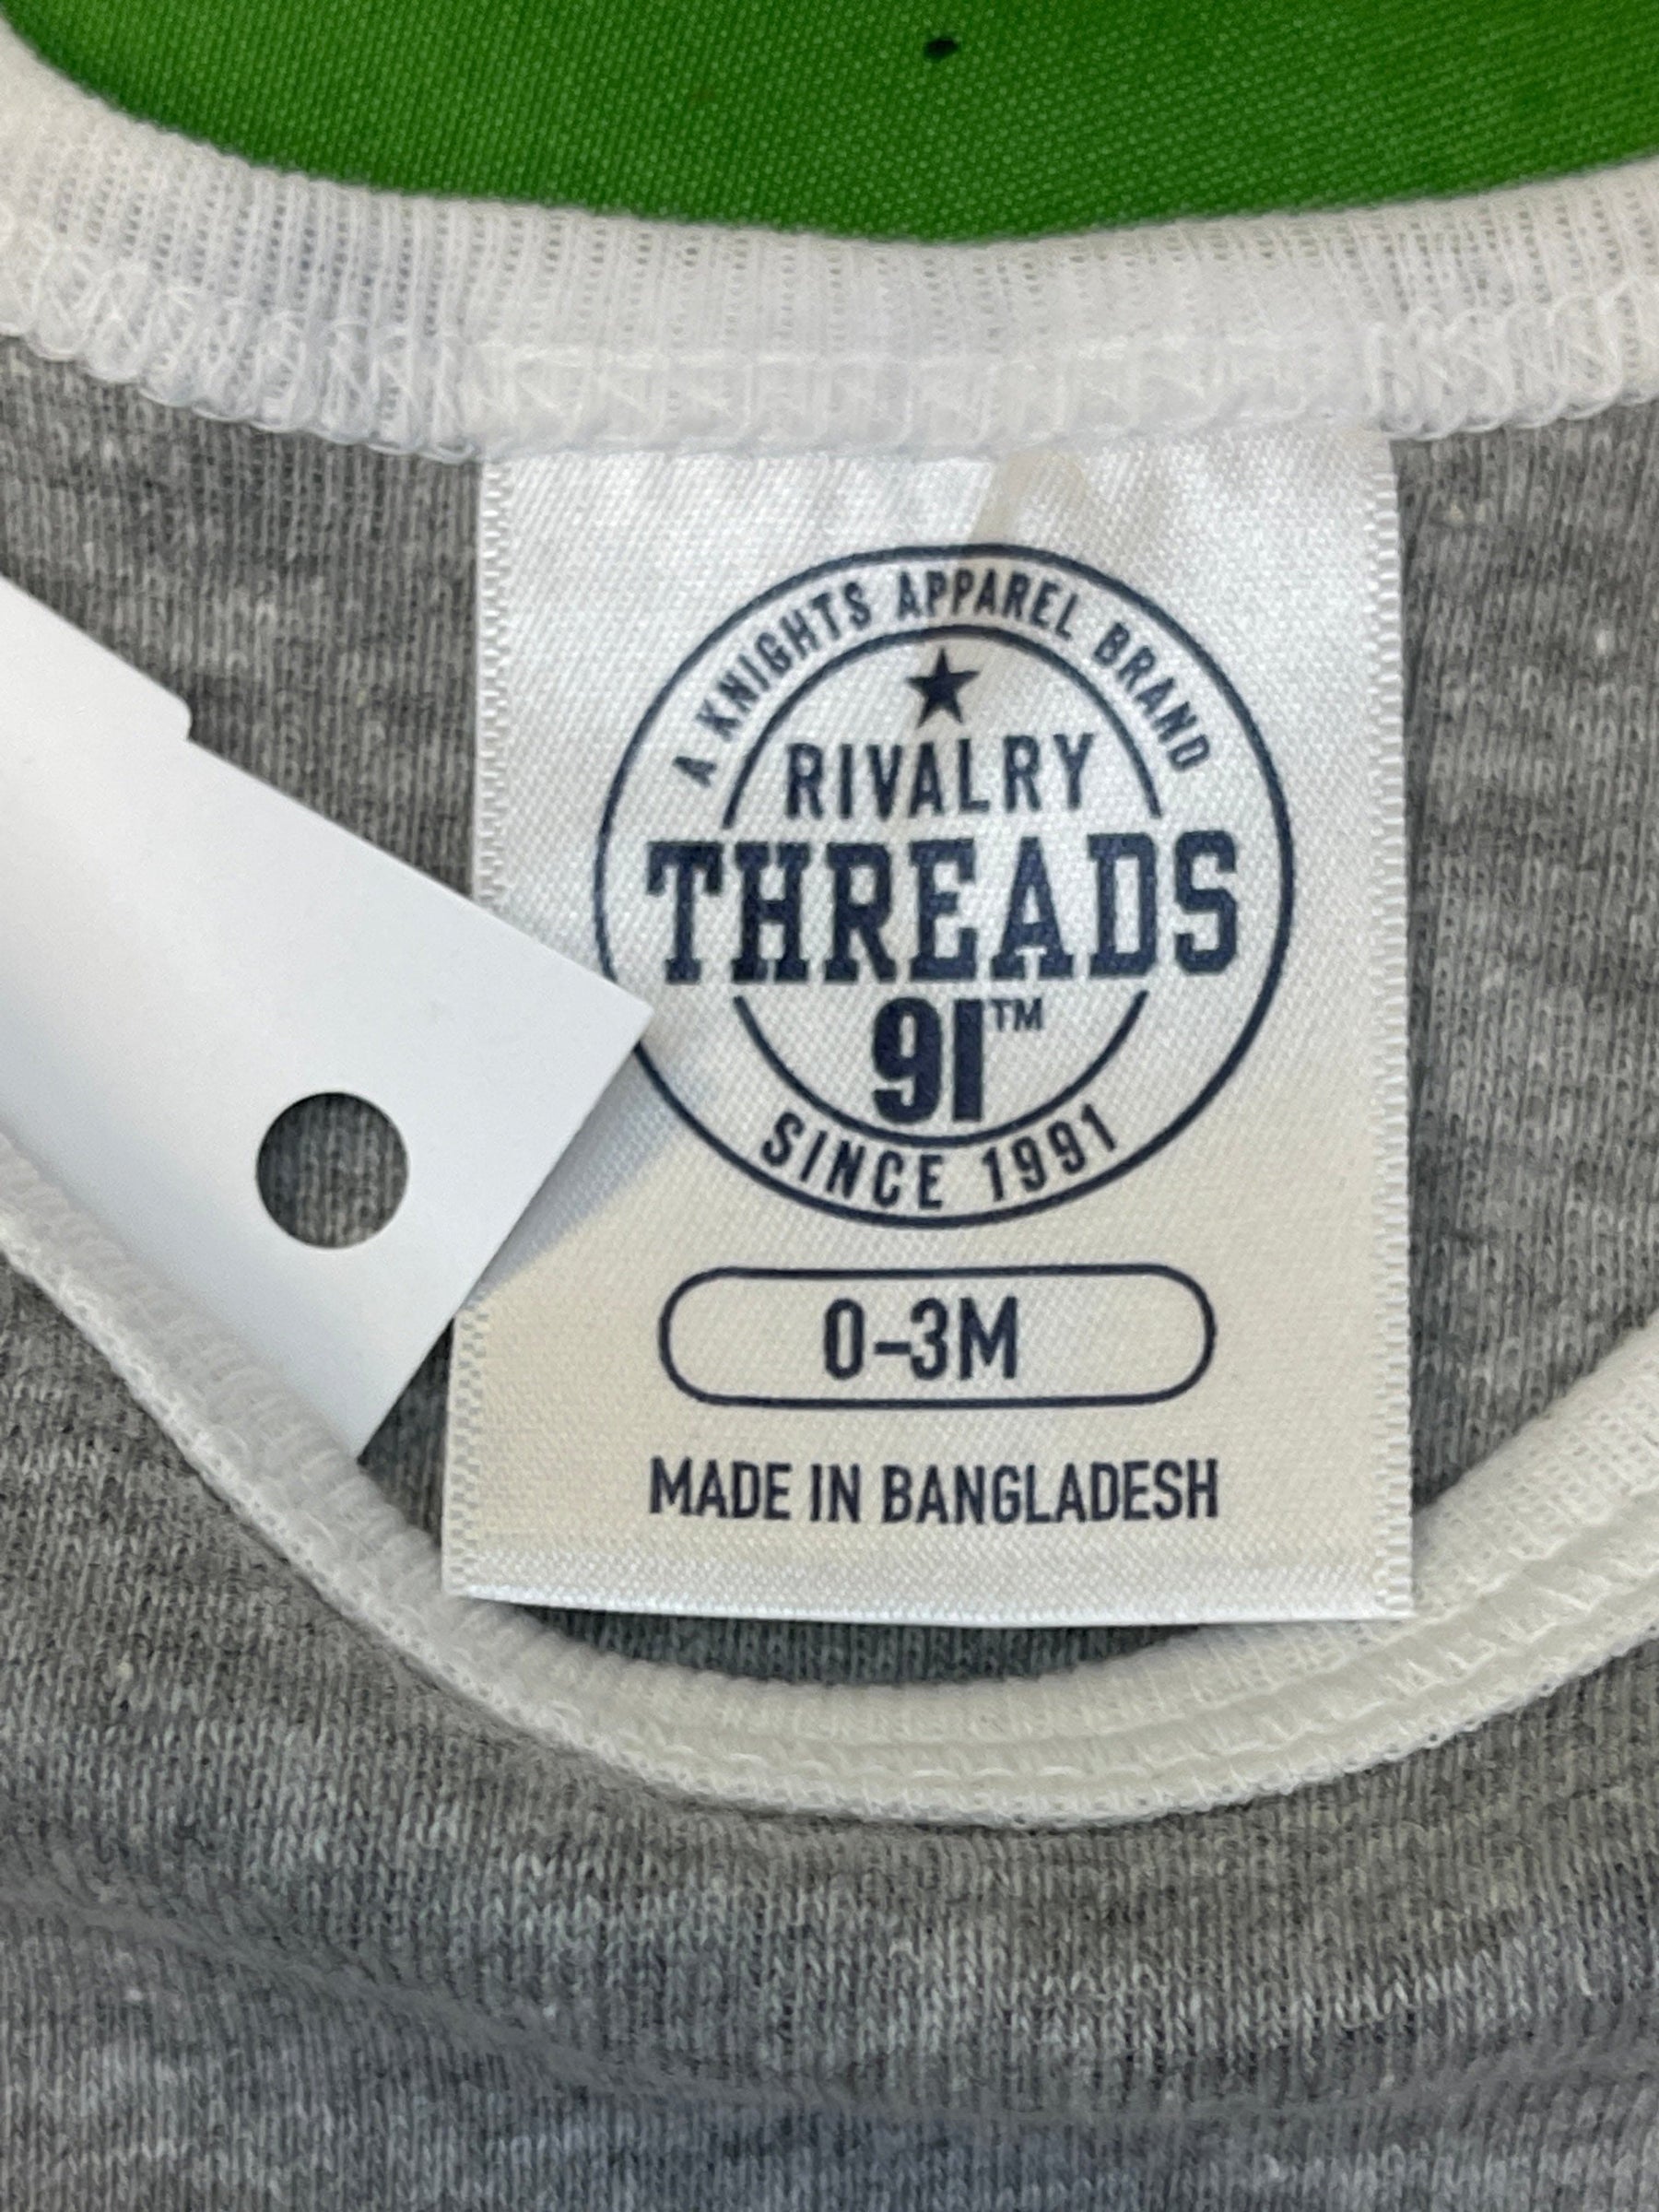 A KNIGHTS APPAREL BRAND
RIVALRY
THREADS
91™
SINCE 1991
0-3M
MADE IN BANGLADESH